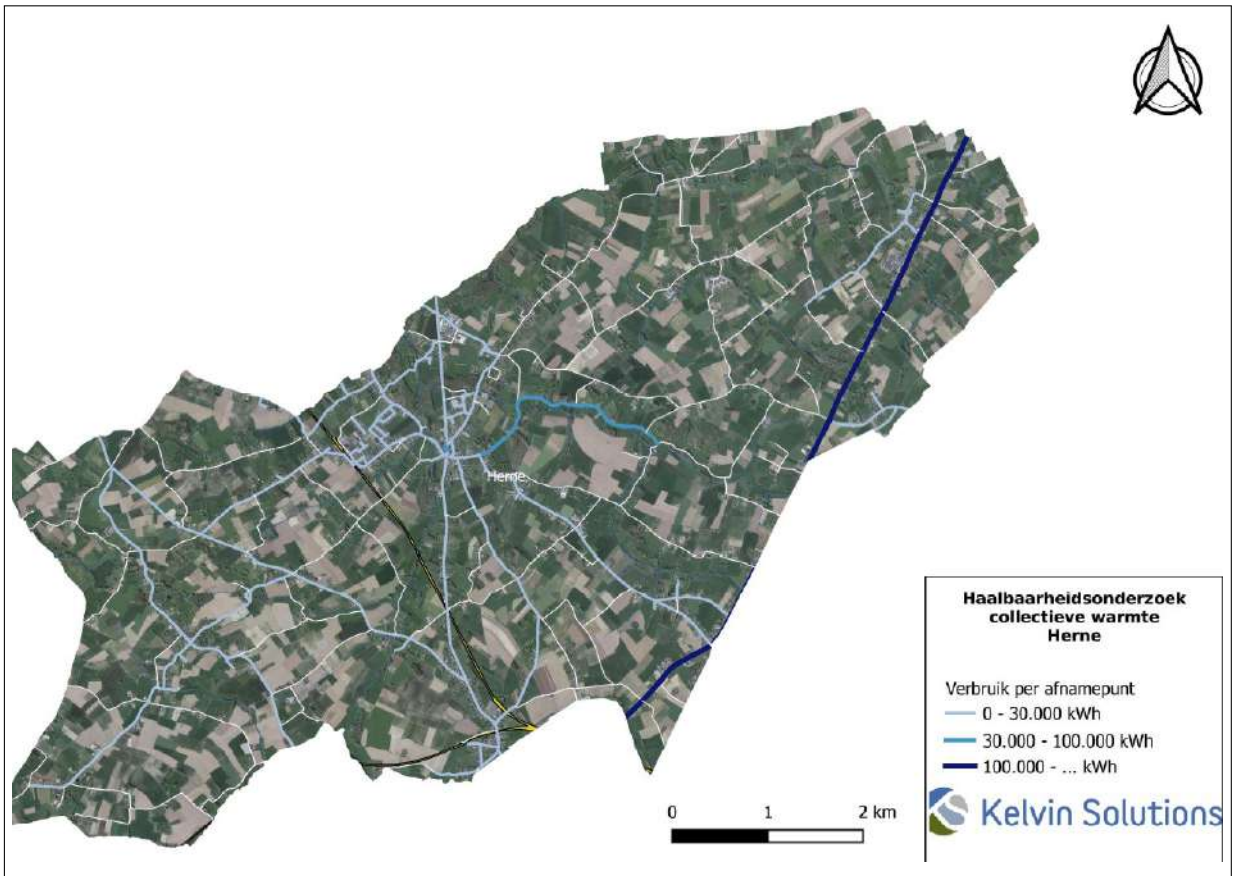 Herne
Haalbaarheidsonderzoek
collectieve warmte
Herne
Verbruik per afnamepunt
0 - 30.000 kWh
30.000 - 100.000 kWh
100.000 - ... kWh
Kelvin Solutions
0 1 2 km